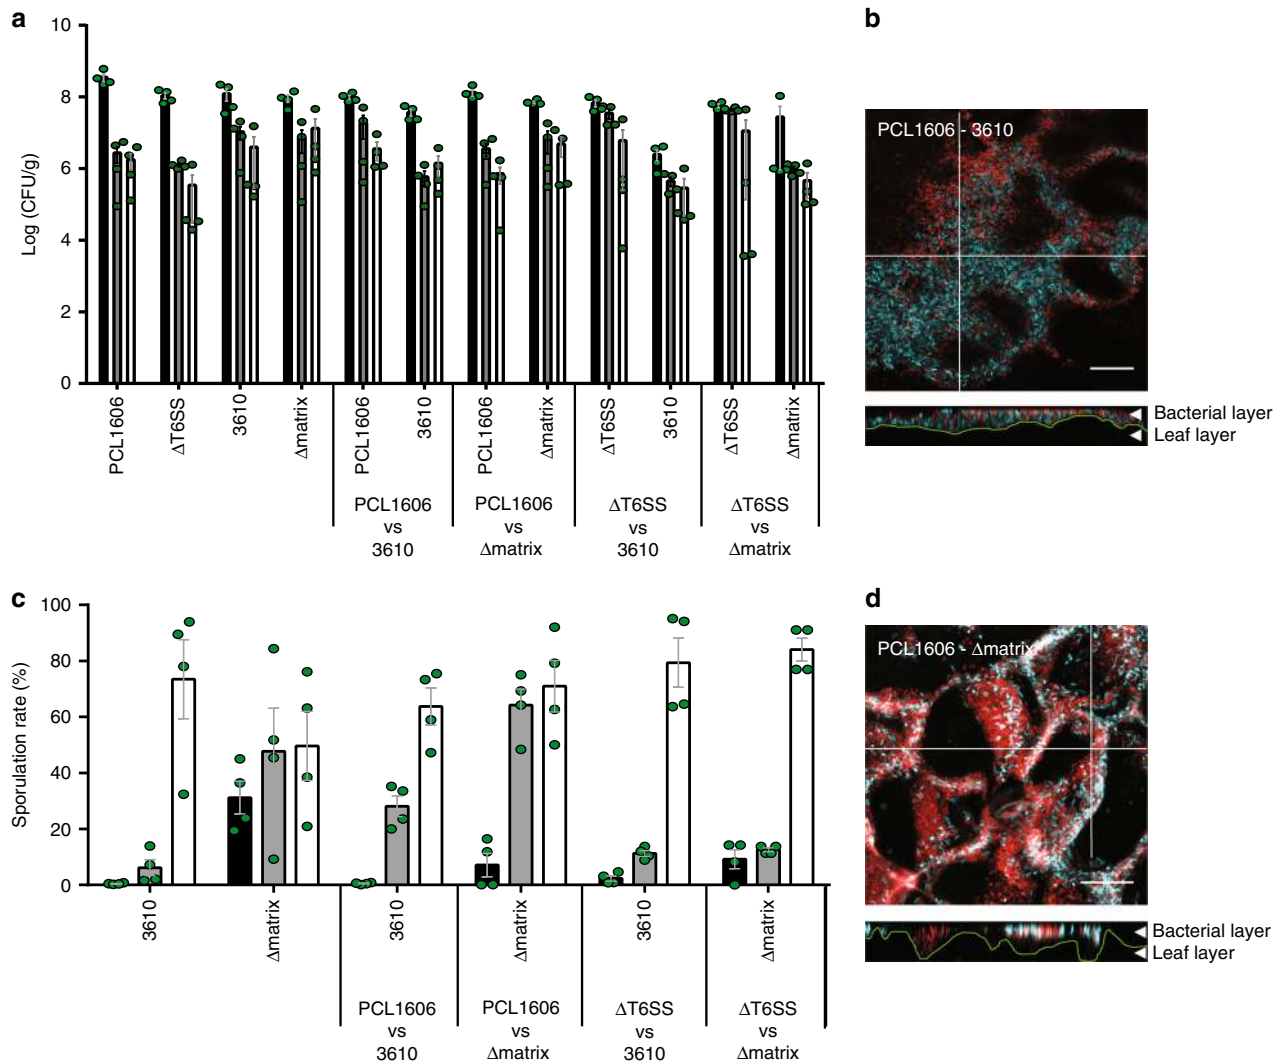 a
10
8
6
4
2
0
Log (CFU/g)
PCL1606
ΔT6SS
3610
Δmatrix
PCL1606
3610
PCL1606
Δmatrix
ΔT6SS
3610
ΔT6SS
Δmatrix
PCL1606
vs
3610
PCL1606
vs
Δmatrix
ΔT6SS
vs
3610
ΔT6SS
vs
Δmatrix
b
PCL1606 - 3610
Bacterial layer
Leaf layer
c
100
80
60
40
20
0
Sporulation rate (%)
3610
Δmatrix
3610
Δmatrix
3610
Δmatrix
PCL1606
vs
3610
PCL1606
vs
Δmatrix
ΔT6SS
vs
3610
ΔT6SS
vs
Δmatrix
d
PCL1606 - Δmatrix
Bacterial layer
Leaf layer